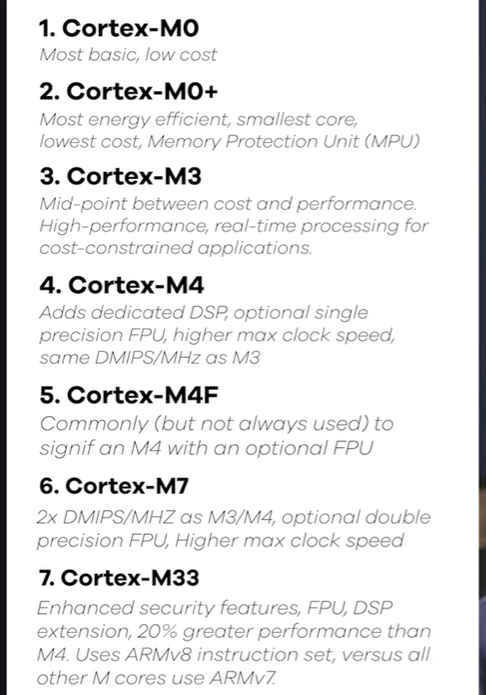 1. Cortex-M0
Most basic, low cost
2. Cortex-M0+
Most energy efficient, smallest core,
lowest cost, Memory Protection Unit (MPU)
3. Cortex-M3
Mid-point between cost and performance.
High-performance, real-time processing for
cost-constrained applications.
4. Cortex-M4
Adds dedicated DSP, optional single
precision FPU, higher max clock speed,
same DMIPS/MHz as M3
5. Cortex-M4F
Commonly (but not always used) to
signif an M4 with an optional FPU
6. Cortex-M7
2x DMIPS/MHZ as M3/M4, optional double
precision FPU, Higher max clock speed
7. Cortex-M33
Enhanced security features, FPU, DSP
extension, 20% greater performance than
M4. Uses ARMv8 instruction set, versus all
other M cores use ARMv7.